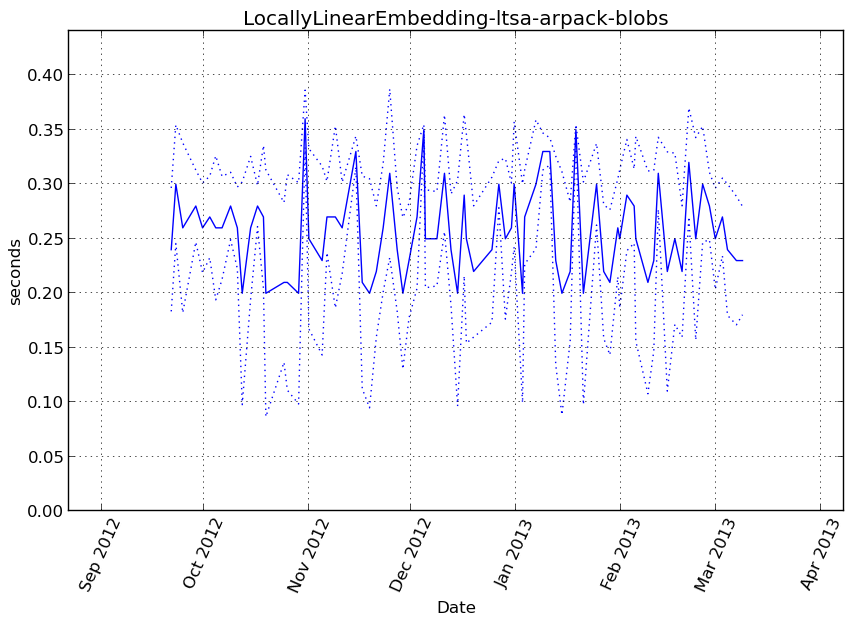 LocallyLinearEmbedding-ltsa-arpack-blobs
0.40
0.35
0.30
0.25
0.20
0.15
0.10
0.05
0.00
seconds
Sep 2012
Oct 2012
Nov 2012
Dec 2012
Jan 2013
Feb 2013
Mar 2013
Apr 2013
Date